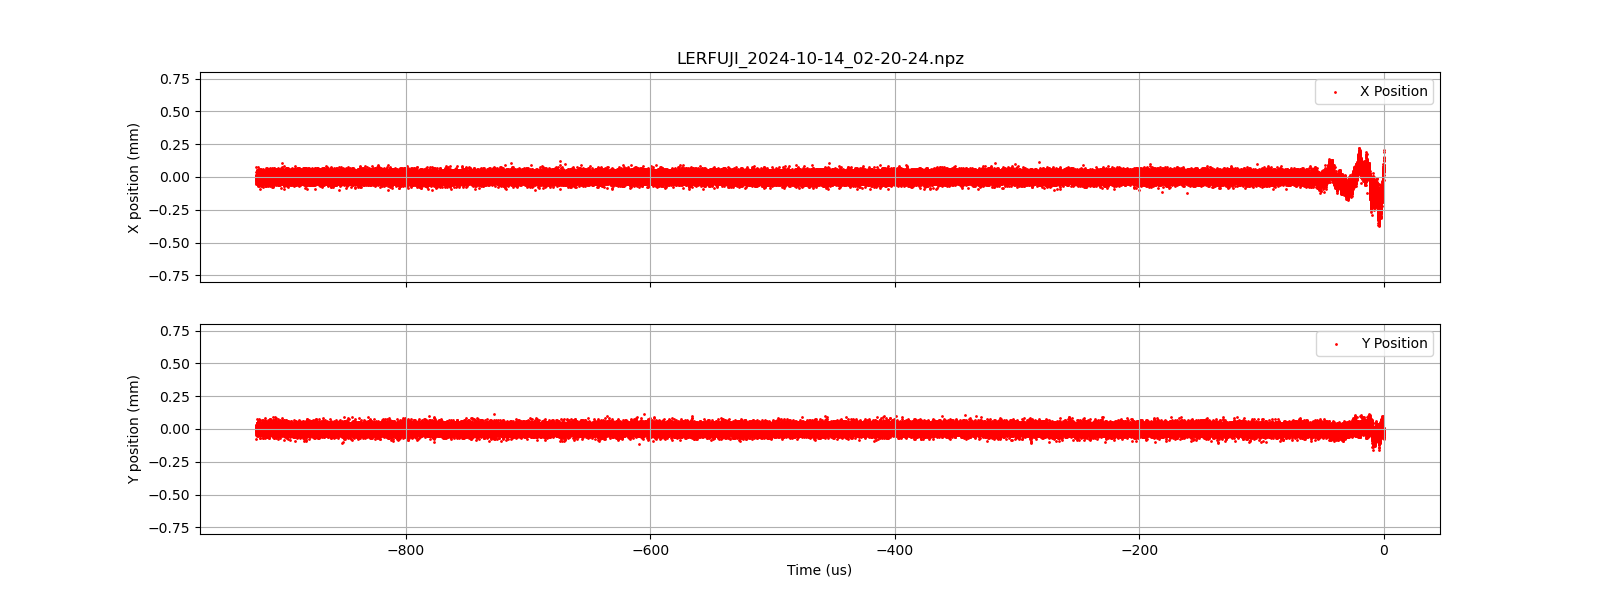 LERFUJI_2024-10-14_02-20-24.npz
X position (mm)
0.75
0.50
0.25
0.00
−0.25
−0.50
−0.75
X Position
Y position (mm)
0.75
0.50
0.25
0.00
−0.25
−0.50
−0.75
Y Position
−800 −600 −400 −200 0
Time (us)